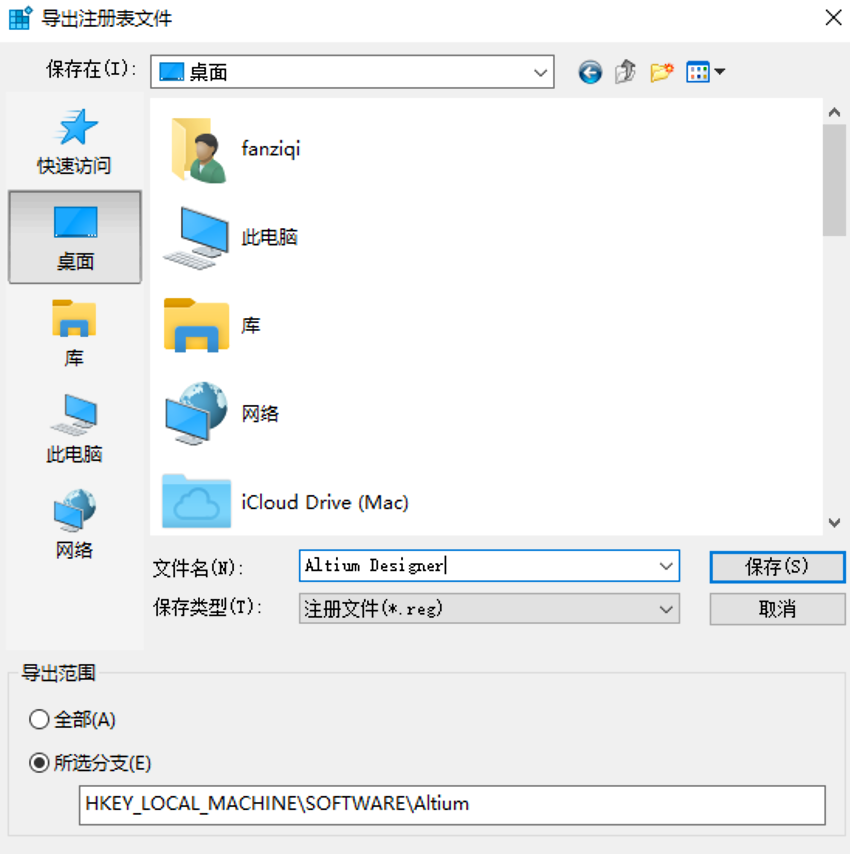 导出注册表文件
保存在(I):
桌面
快速访问
桌面
库
此电脑
网络
fanziqi
此电脑
库
网络
iCloud Drive (Mac)
文件名(N):
Altium Designer
保存(S)
保存类型(T):
注册文件(*.reg)
取消
导出范围
全部(A)
所选分支(E)
HKEY_LOCAL_MACHINE\SOFTWARE\Altium